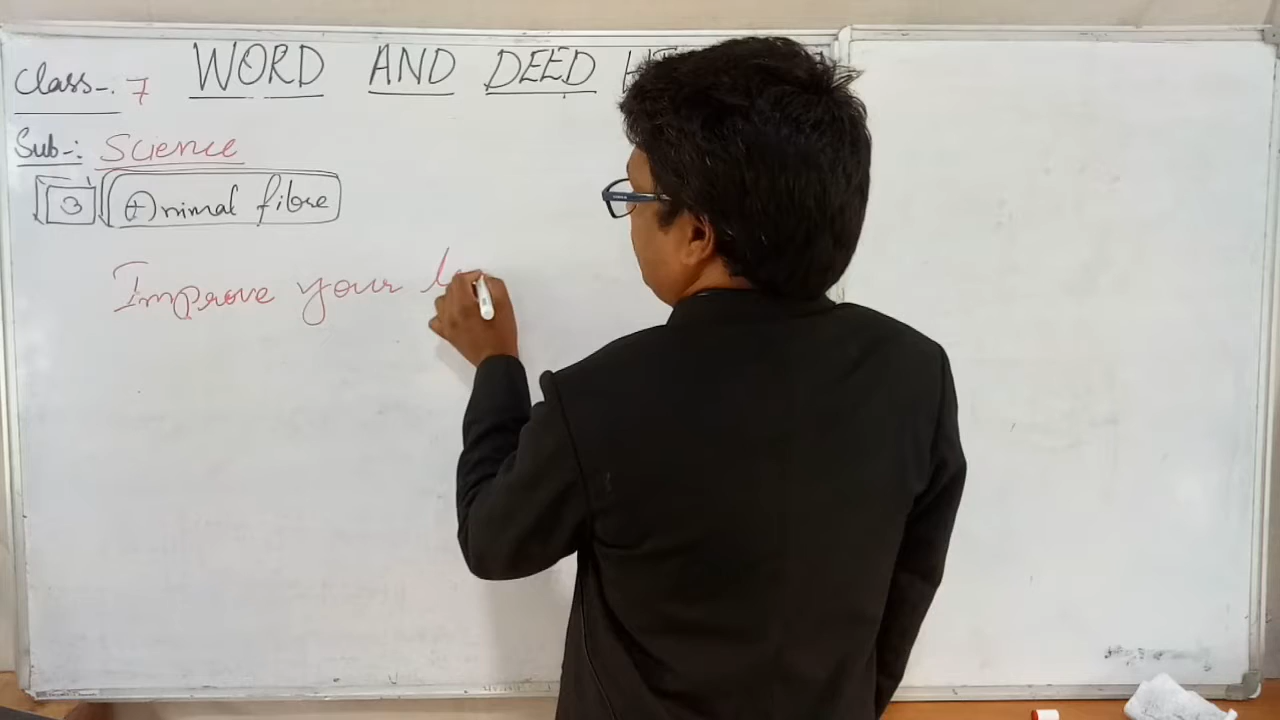 WORD AND DEED
Class-: 7
Sub-: Science
3 Animal fibre
Improve your